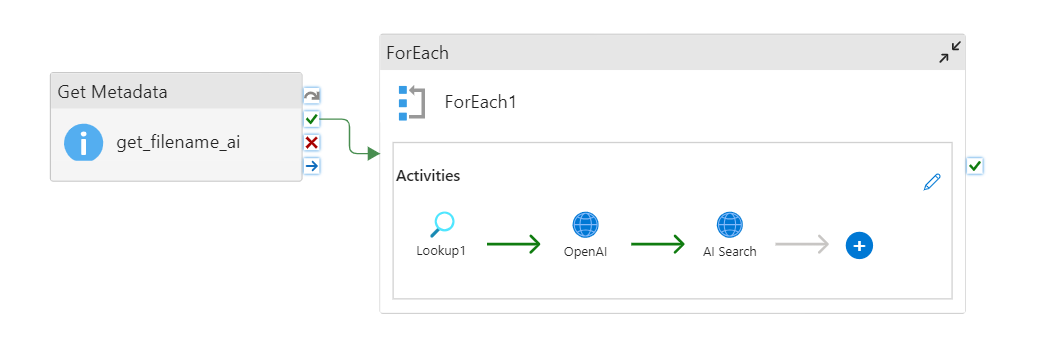 Get Metadata
get_filename_ai
ForEach
ForEach1
Activities
Lookup1
OpenAI
AI Search